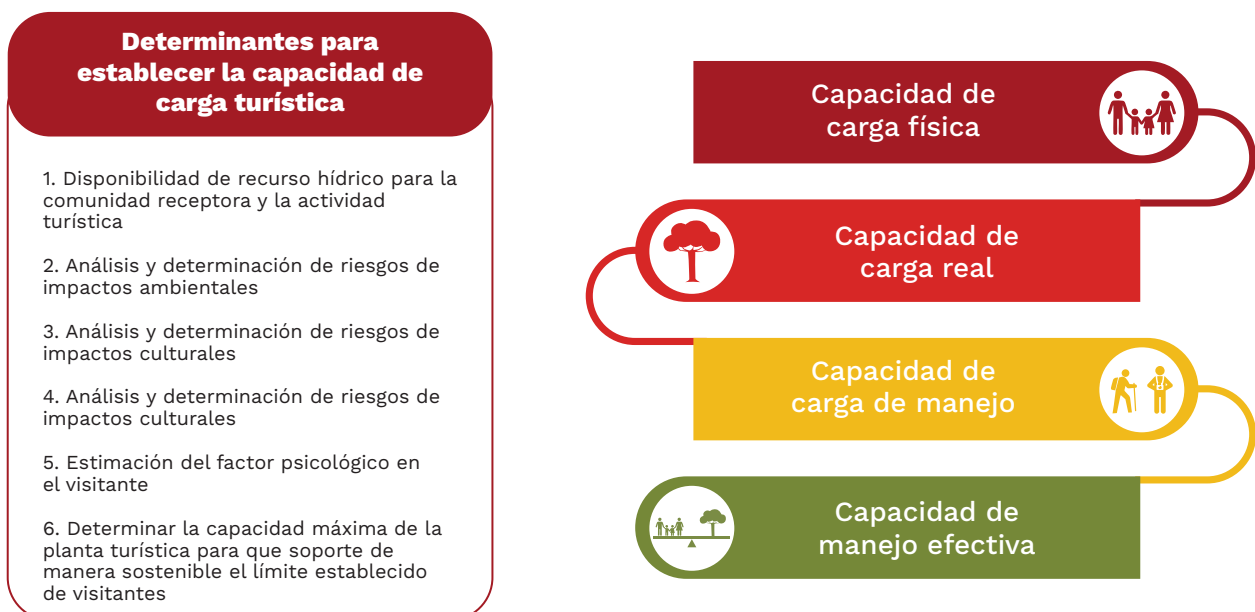 Determinantes para
establecer la capacidad de
carga turística
1. Disponibilidad de recurso hídrico para la
comunidad receptora y la actividad
turística
2. Análisis y determinación de riesgos de
impactos ambientales
3. Análisis y determinación de riesgos de
impactos culturales
4. Análisis y determinación de riesgos de
impactos culturales
5. Estimación del factor psicológico en
el visitante
6. Determinar la capacidad máxima de la
planta turística para que soporte de
manera sostenible el límite establecido
de visitantes
Capacidad de
carga física
Capacidad de
carga real
Capacidad de
carga de manejo
Capacidad de
manejo efectiva